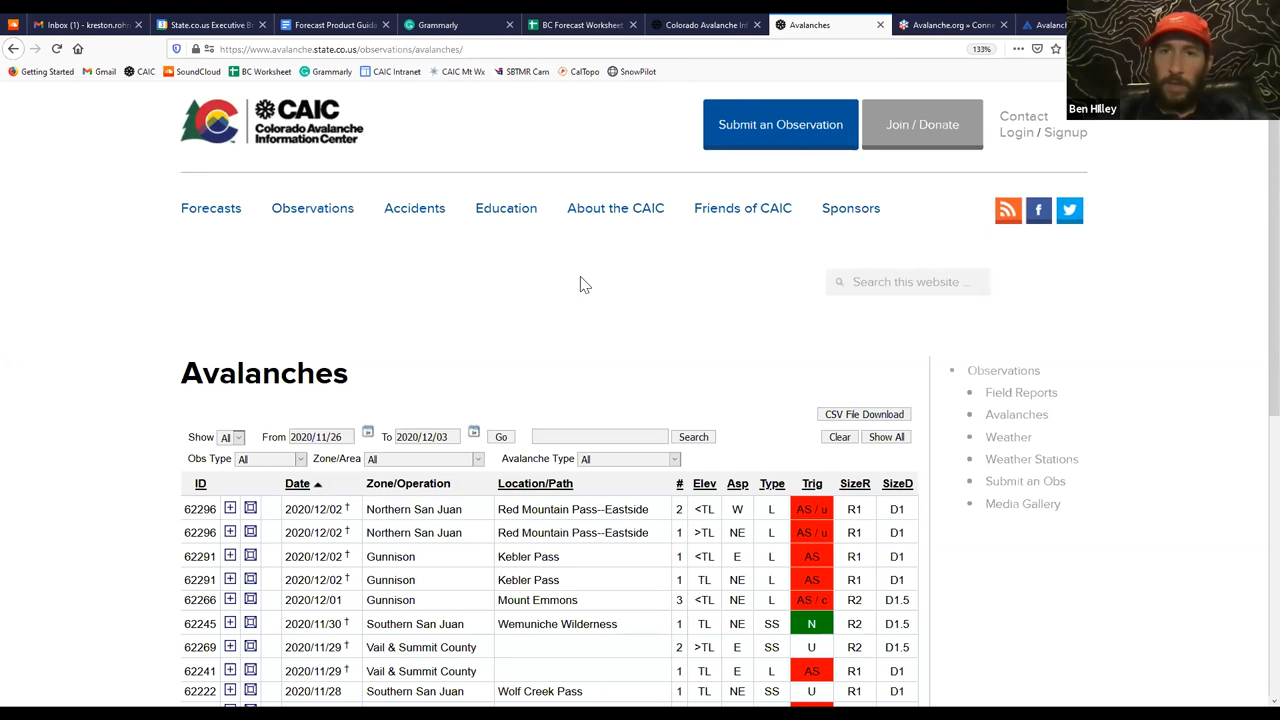 Inbox (1) - kreston.rohr
State.co.us Executive B
Forecast Product Guide
Grammarly
BC Forecast Worksheet
Colorado Avalanche Inf
Avalanches
Avalanche.org » Conne
Avalanc
https://www.avalanche.state.co.us/observations/avalanches/
133%
Getting Started
Gmail
CAIC
SoundCloud
BC Worksheet
Grammarly
CAIC Intranet
CAIC Mt Wx
SBTMR Cam
CalTopo
SnowPilot
Ben HIlley
CAIC
Colorado Avalanche
Information Center
Submit an Observation
Join / Donate
Contact
Login / Signup
Forecasts Observations Accidents Education About the CAIC Friends of CAIC Sponsors
Search this website ...
Avalanches
CSV File Download
Show All From 2020/11/26 To 2020/12/03 Go Search Clear Show All
Obs Type All Zone/Area All Avalanche Type All
ID Date Zone/Operation Location/Path # Elev Asp Type Trig SizeR SizeD
62296 2020/12/02 † Northern San Juan Red Mountain Pass--Eastside 2 <TL W L AS / u R1 D1
62296 2020/12/02 † Northern San Juan Red Mountain Pass--Eastside 1 >TL NE L AS / u R1 D1
62291 2020/12/02 † Gunnison Kebler Pass 1 <TL E L AS R1 D1
62291 2020/12/02 † Gunnison Kebler Pass 1 TL NE L AS R1 D1
62266 2020/12/01 Gunnison Mount Emmons 3 <TL NE L AS / c R2 D1.5
62245 2020/11/30 † Southern San Juan Wemuniche Wilderness 1 TL NE SS N R2 D1.5
62269 2020/11/29 † Vail & Summit County 2 >TL E SS U R2 D1.5
62241 2020/11/29 † Vail & Summit County 1 TL E L AS R1 D1
62222 2020/11/28 Southern San Juan Wolf Creek Pass 1 TL NE SS U R1 D1
Observations
Field Reports
Avalanches
Weather
Weather Stations
Submit an Obs
Media Gallery